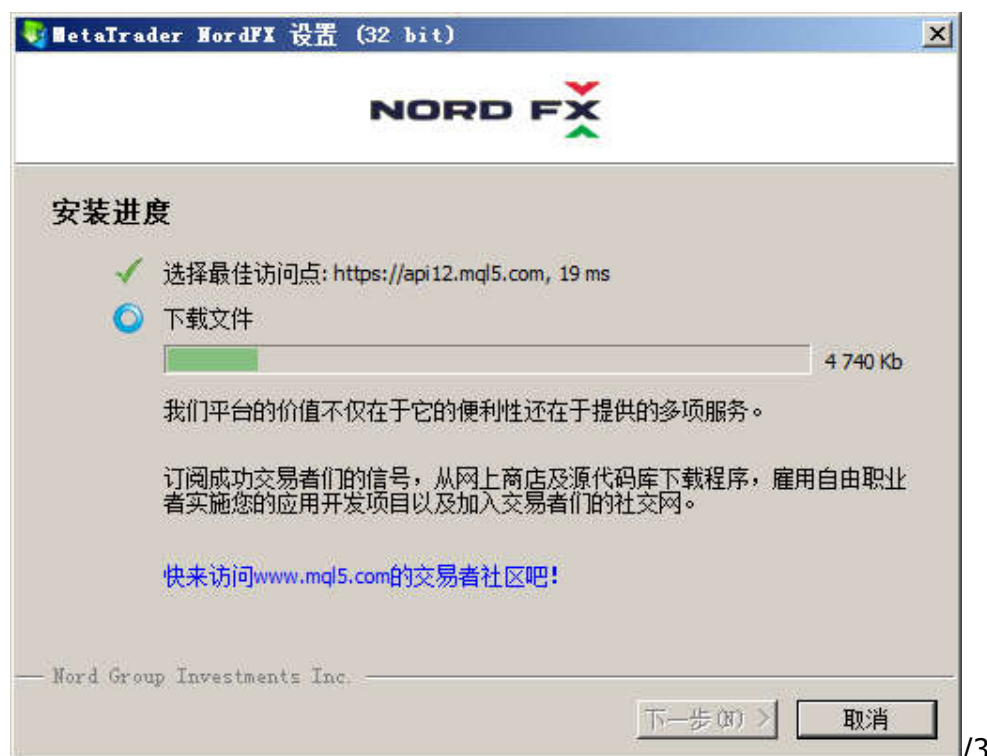 MetaTrader NordFX 设置 (32 bit)
NORD FX
安装进度
选择最佳访问点: https://api12.mql5.com, 19 ms
下载文件
4 740 Kb
我们平台的价值不仅在于它的便利性还在于提供的多项服务。
订阅成功交易者们的信号，从网上商店及源代码库下载程序，雇用自由职业
者实施您的应用开发项目以及加入交易者们的社交网。
快来访问www.mql5.com的交易者社区吧!
Nord Group Investments Inc.
下一步(N) >
取消
/3